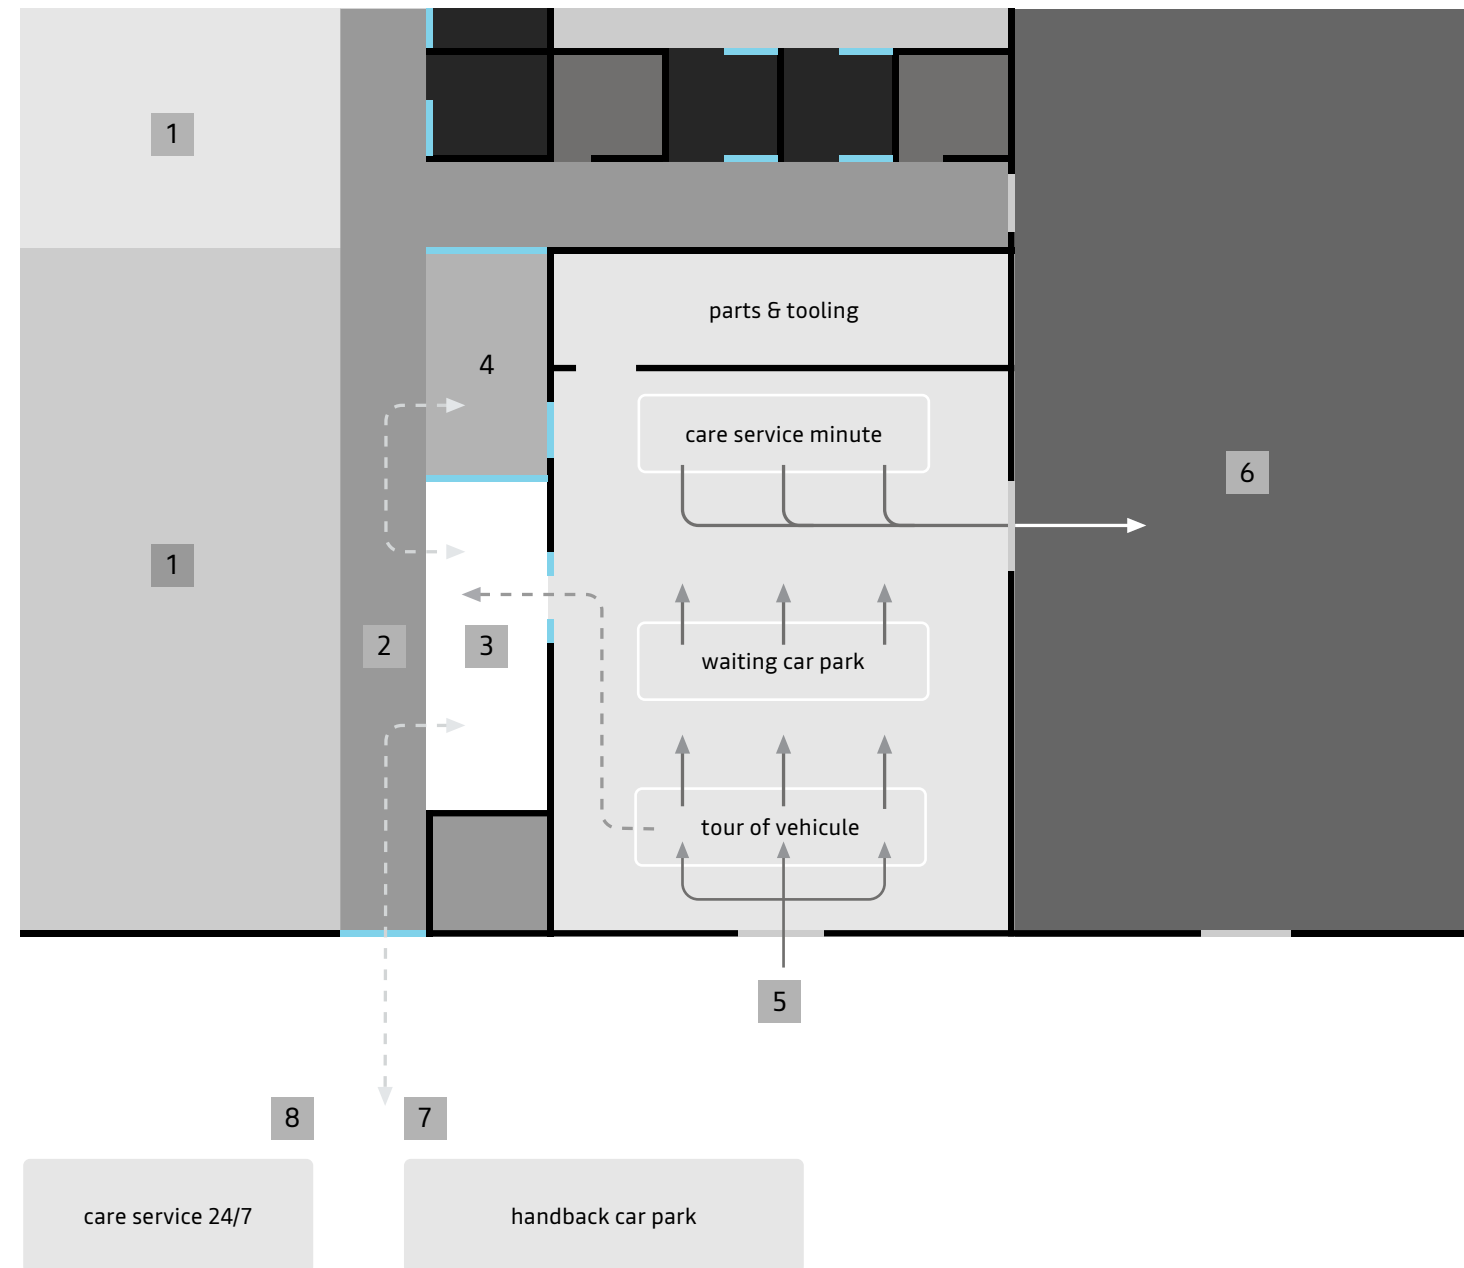 1
parts & tooling
4
care service minute
6
1
2
3
waiting car park
tour of vehicule
5
8
7
care service 24/7
handback car park